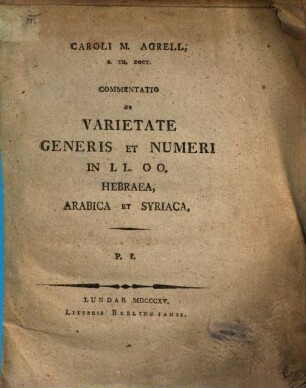 CAROLI M. AGRELL,
S. TH. DOCT.
COMMENTATIO
DE
VARIETATE
GENERIS ET NUMERI
IN LL. OO.
HEBRAEA,
ARABICA ET SYRIACA.
P. I.
LUNDAE MDCCCXV.
LITTERIS BERLINGIANIS.